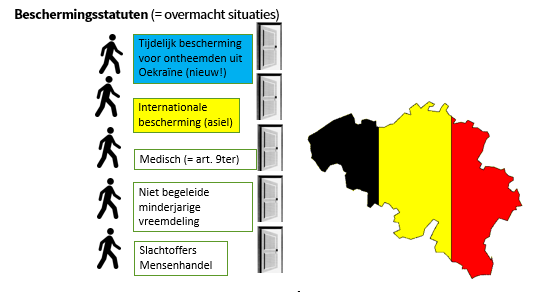 Beschermingsstatuten (= overmacht situaties)
Tijdelijk bescherming
voor ontheemden uit
Oekraïne (nieuw!)
Internationale
bescherming (asiel)
Medisch (= art. 9ter)
Niet begeleide
minderjarige
vreemdeling
Slachtoffers
Mensenhandel